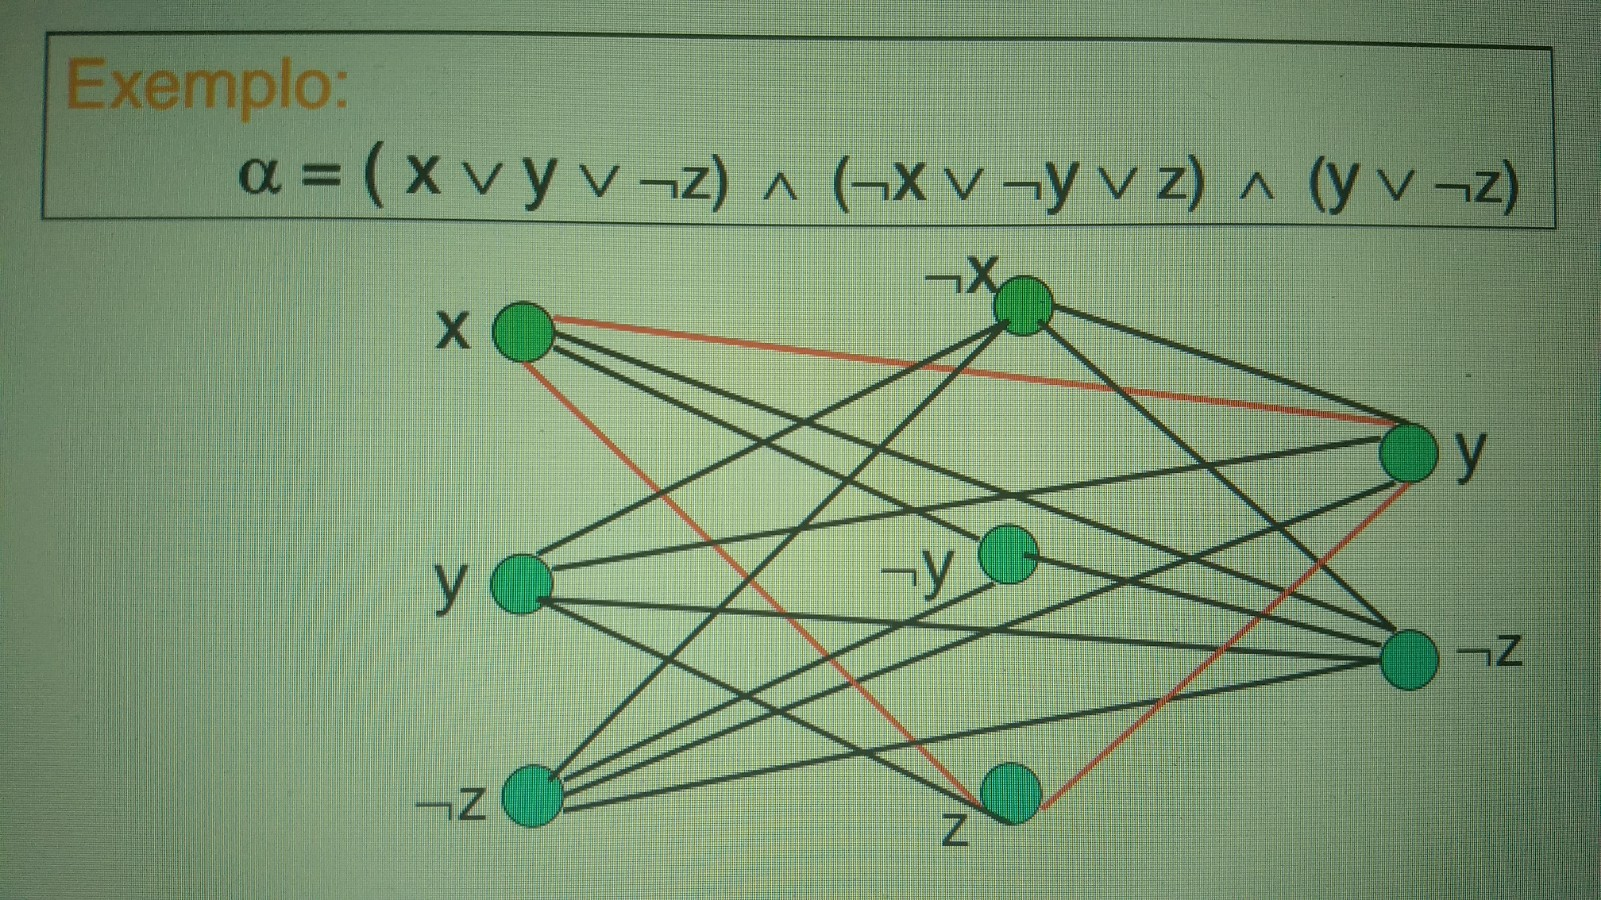 Exemplo:
α = ( x ∨ y ∨ ¬z) ∧ (¬x ∨ ¬y ∨ z) ∧ (y ∨ ¬z)
¬x
x
y
¬y
y
¬z
¬z
z